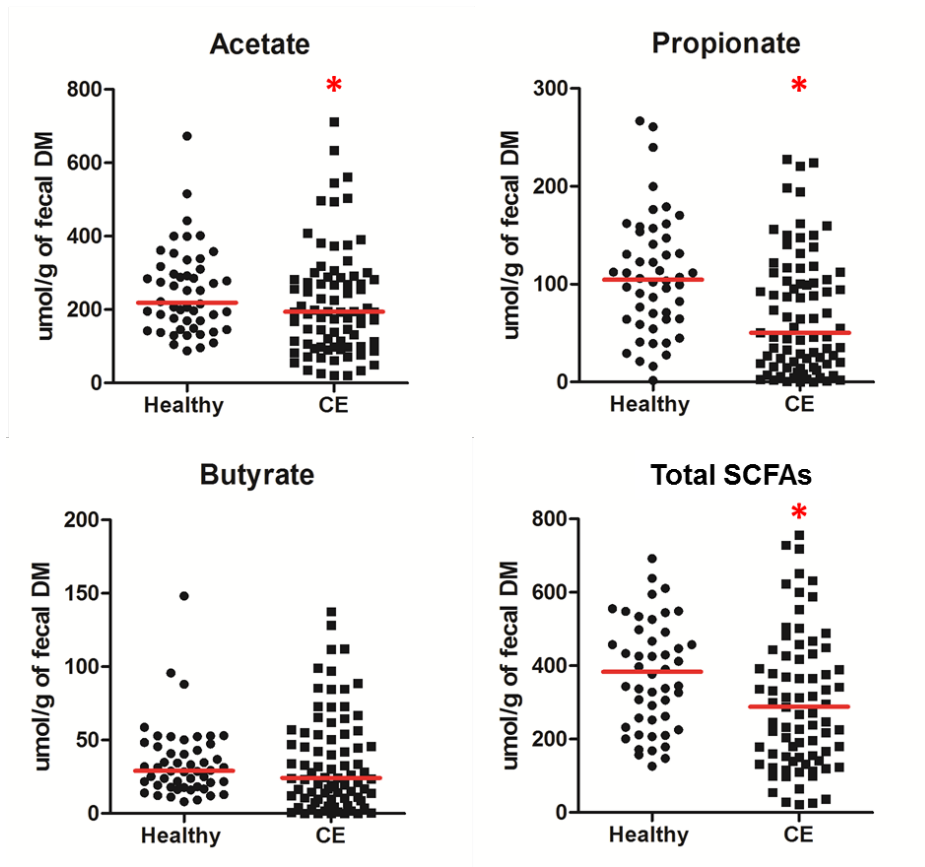 Acetate
*
800
600
400
200
0
umol/g of fecal DM
Healthy
CE
Propionate
*
300
200
100
0
umol/g of fecal DM
Healthy
CE
Butyrate
200
150
100
50
0
umol/g of fecal DM
Healthy
CE
Total SCFAs
*
800
600
400
200
0
umol/g of fecal DM
Healthy
CE